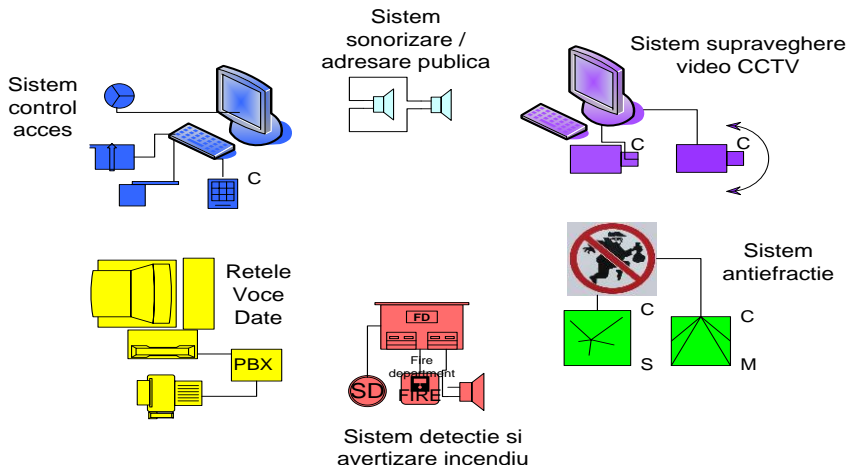 Sistem
sonorizare /
adresare publica
Sistem supraveghere
video CCTV
Sistem
control
acces
C
C
C
Retele
Voce
Date
PBX
FD
Fire
department
SD
FIRE
Sistem detectie si
avertizare incendiu
Sistem
antiefractie
C
C
S
M